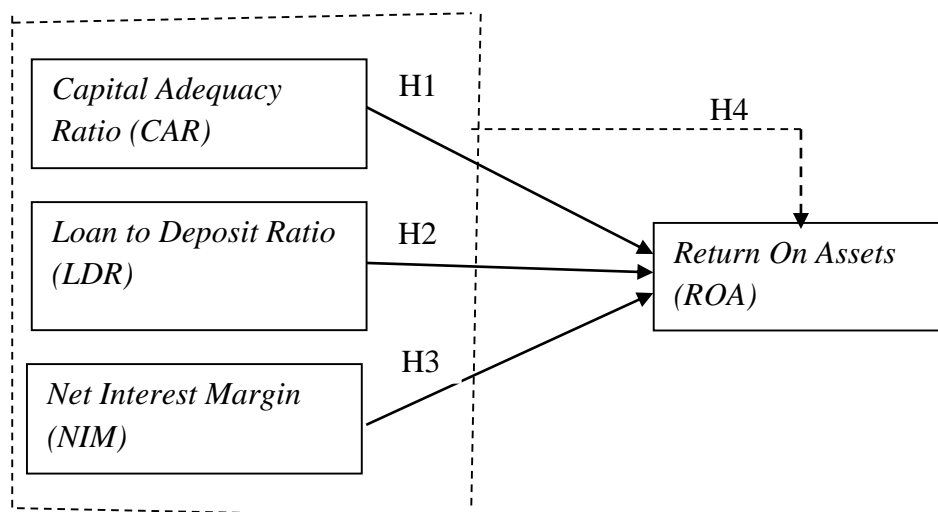 Capital Adequacy
Ratio (CAR)
H1
H4
Loan to Deposit Ratio
(LDR)
H2
Return On Assets
(ROA)
H3
Net Interest Margin
(NIM)